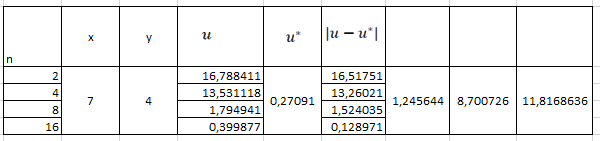 n x y u u* |u − u*|
2 16,788411 16,51751
4 13,531118 13,26021
7 4 0,27091 1,245644 8,700726 11,8168636
8 1,794941 1,524035
16 0,399877 0,128971